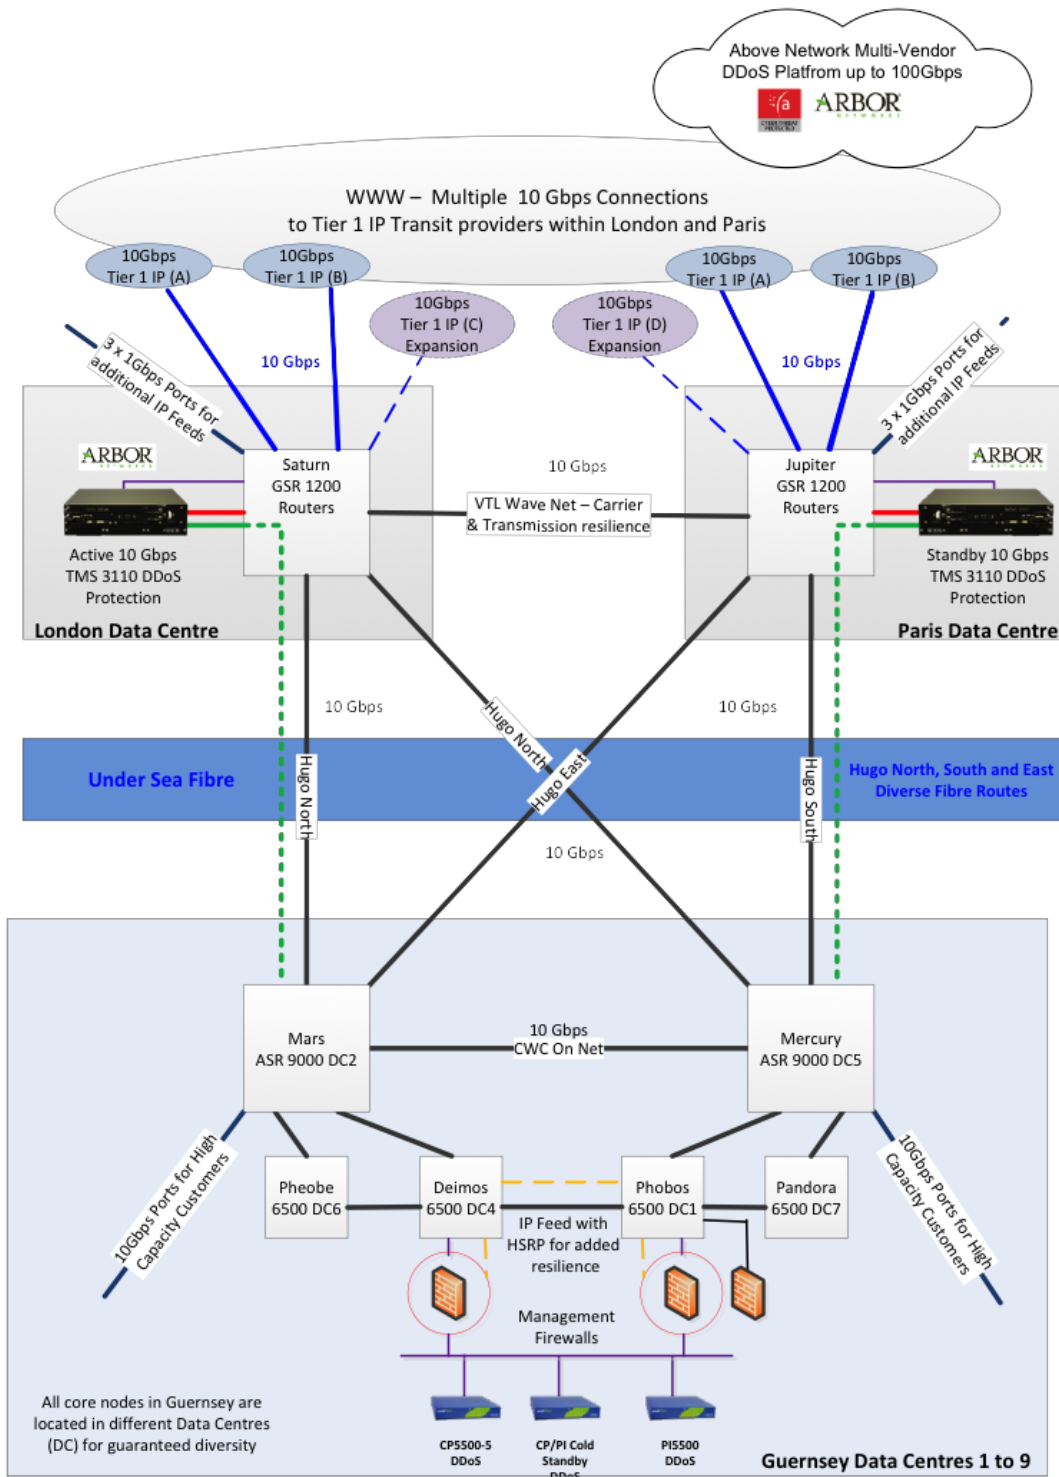 Above Network Multi-Vendor
DDoS Platfrom up to 100Gbps
ARBOR
NETWORKS
WWW – Multiple 10 Gbps Connections
to Tier 1 IP Transit providers within London and Paris
10Gbps
Tier 1 IP (A)
10Gbps
Tier 1 IP (B)
10Gbps
Tier 1 IP (A)
10Gbps
Tier 1 IP (B)
10Gbps
Tier 1 IP (C)
Expansion
10Gbps
Tier 1 IP (D)
Expansion
3 x 1Gbps Ports for
additional IP Feeds
10 Gbps
10 Gbps
3 x 1Gbps Ports for
additional IP Feeds
ARBOR
NETWORKS
Saturn
GSR 1200
Routers
10 Gbps
VTL Wave Net – Carrier
& Transmission resilience
Jupiter
GSR 1200
Routers
ARBOR
NETWORKS
Active 10 Gbps
TMS 3110 DDoS
Protection
Standby 10 Gbps
TMS 3110 DDoS
Protection
London Data Centre
Paris Data Centre
10 Gbps
10 Gbps
Hugo North
Hugo North
Hugo East
Hugo South
Under Sea Fibre
Hugo North, South and East
Diverse Fibre Routes
10 Gbps
Mars
ASR 9000 DC2
10 Gbps
CWC On Net
Mercury
ASR 9000 DC5
10Gbps Ports for High
Capacity Customers
10Gbps Ports for High
Capacity Customers
Pheobe
6500 DC6
Deimos
6500 DC4
Phobos
6500 DC1
Pandora
6500 DC7
IP Feed with
HSRP for added
resilience
Management
Firewalls
All core nodes in Guernsey are
located in different Data Centres
(DC) for guaranteed diversity
CP5500-5
DDoS
CP/PI Cold
Standby
DDoS
PI5500
DDoS
Guernsey Data Centres 1 to 9